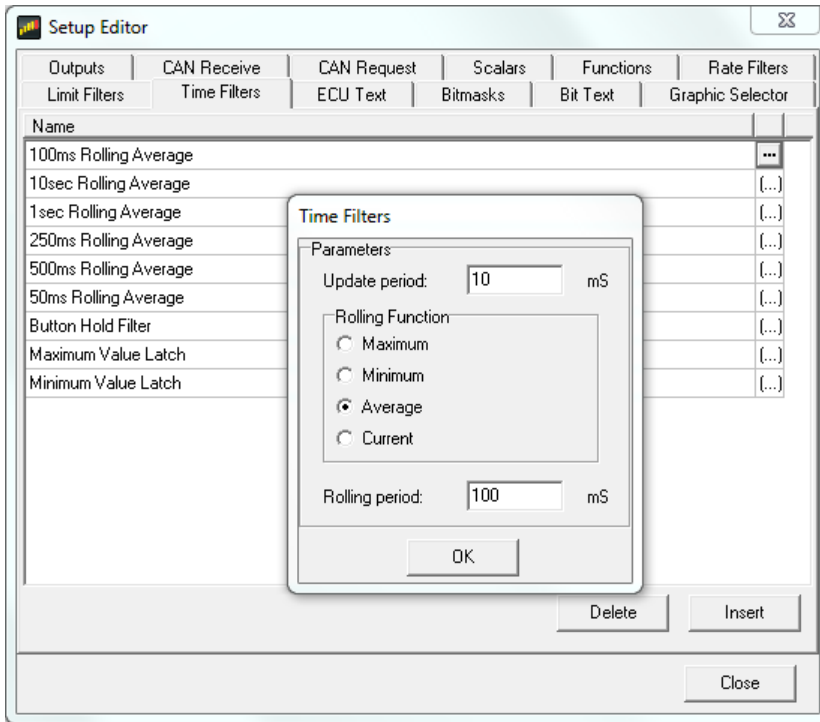 Setup Editor
Outputs CAN Receive CAN Request Scalars Functions Rate Filters
Limit Filters Time Filters ECU Text Bitmasks Bit Text Graphic Selector
Name
100ms Rolling Average ...
10sec Rolling Average (...)
1sec Rolling Average (...)
250ms Rolling Average (...)
500ms Rolling Average (...)
50ms Rolling Average (...)
Button Hold Filter (...)
Maximum Value Latch (...)
Minimum Value Latch (...)
Time Filters
Parameters
Update period: 10 mS
Rolling Function
Maximum
Minimum
Average
Current
Rolling period: 100 mS
OK
Delete Insert
Close